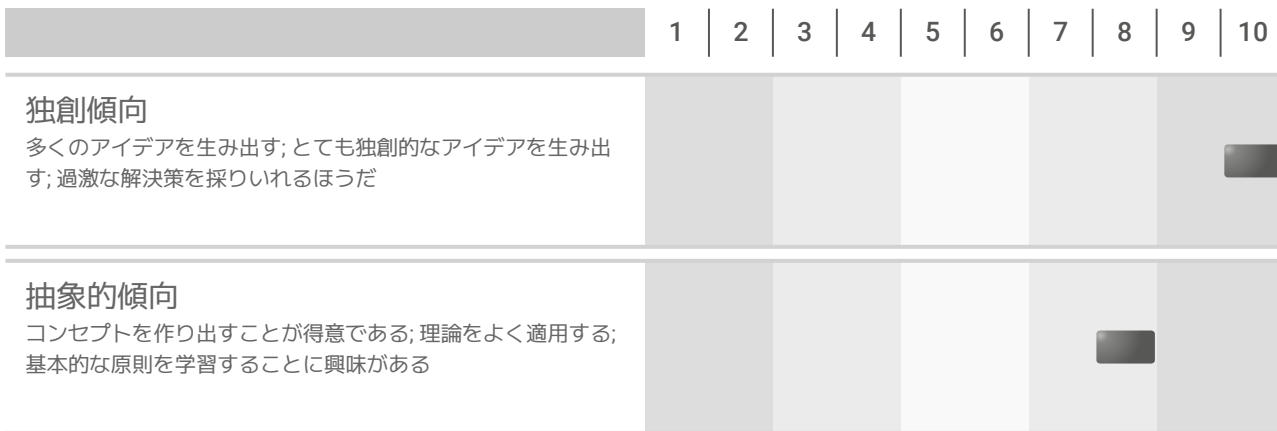 1 2 3 4 5 6 7 8 9 10
独創傾向
多くのアイデアを生み出す; とても独創的なアイデアを生み出
す; 過激な解決策を採りいれるほうだ
抽象的傾向
コンセプトを作り出すことが得意である; 理論をよく適用する;
基本的な原則を学習することに興味がある